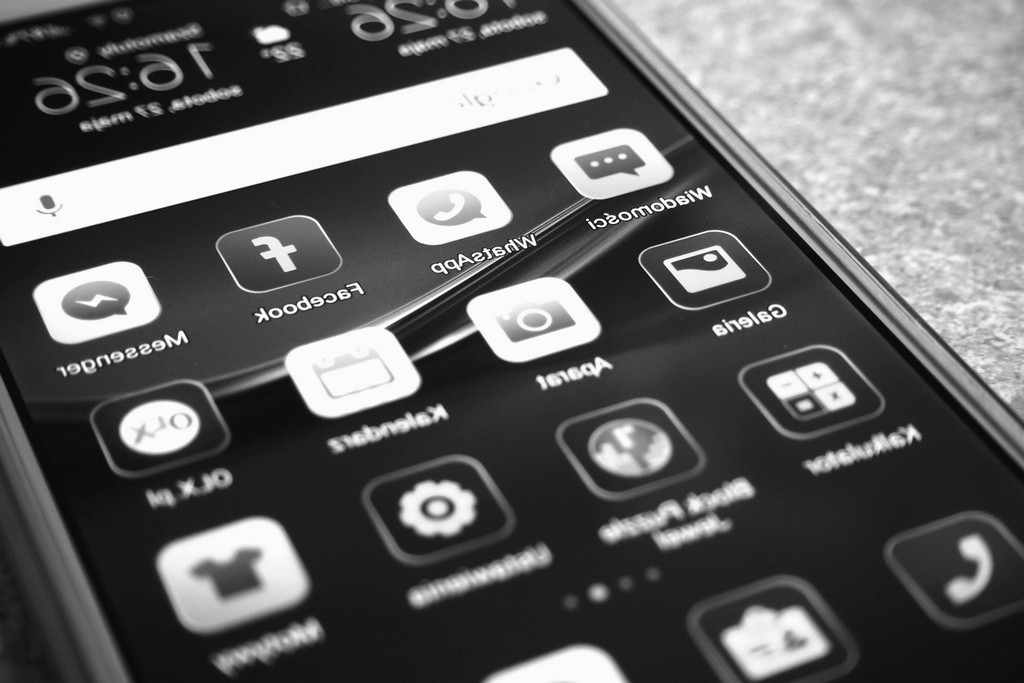 Szamotuły
16:26
sobota, 27 maja
22°
16:26
sobota, 27 maja
Google
Wiadomości
WhatsApp
Facebook
Messenger
Galeria
Aparat
Kalendarz
OLX
OLX.pl
Kalkulator
Block Puzzle
Jewel
Ustawienia
Motywy